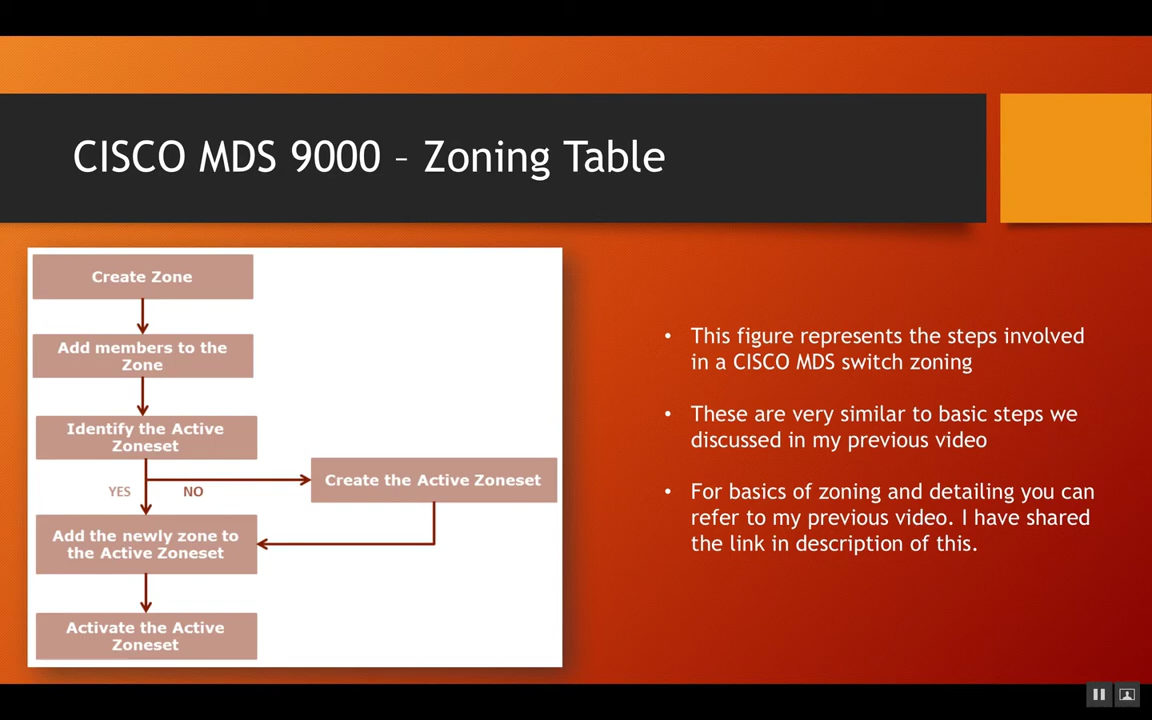 CISCO MDS 9000 – Zoning Table
Create Zone
Add members to the
Zone
Identify the Active
Zoneset
YES
NO
Create the Active Zoneset
Add the newly zone to
the Active Zoneset
Activate the Active
Zoneset
• This figure represents the steps involved
in a CISCO MDS switch zoning
• These are very similar to basic steps we
discussed in my previous video
• For basics of zoning and detailing you can
refer to my previous video. I have shared
the link in description of this.